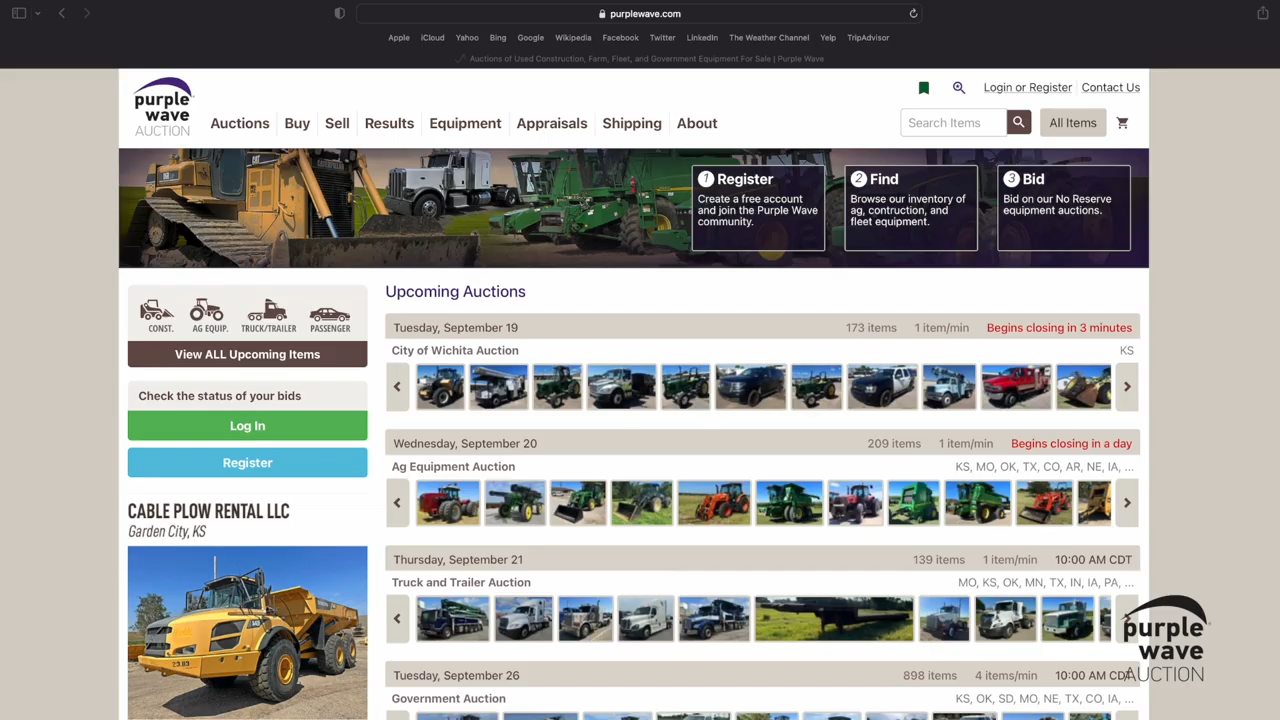 purplewave.com
Apple iCloud Yahoo Bing Google Wikipedia Facebook Twitter LinkedIn The Weather Channel Yelp TripAdvisor
Auctions of Used Construction, Farm, Fleet, and Government Equipment For Sale | Purple Wave
purple
wave
AUCTION
Login or Register Contact Us
Auctions Buy Sell Results Equipment Appraisals Shipping About
Search Items
All Items
1 Register
Create a free account
and join the Purple Wave
community.
2 Find
Browse our inventory of
ag, contruction, and
fleet equipment.
3 Bid
Bid on our No Reserve
equipment auctions.
CONST. AG EQUIP. TRUCK/TRAILER PASSENGER
View ALL Upcoming Items
Check the status of your bids
Log In
Register
CABLE PLOW RENTAL LLC
Garden City, KS
Upcoming Auctions
Tuesday, September 19 173 items 1 item/min Begins closing in 3 minutes
City of Wichita Auction KS
Wednesday, September 20 209 items 1 item/min Begins closing in a day
Ag Equipment Auction KS, MO, OK, TX, CO, AR, NE, IA, ...
Thursday, September 21 139 items 1 item/min 10:00 AM CDT
Truck and Trailer Auction MO, KS, OK, MN, TX, IN, IA, PA, ...
Tuesday, September 26 898 items 4 items/min 10:00 AM CDT
Government Auction KS, OK, SD, MO, NE, TX, CO, IA, ...
purple
wave
AUCTION